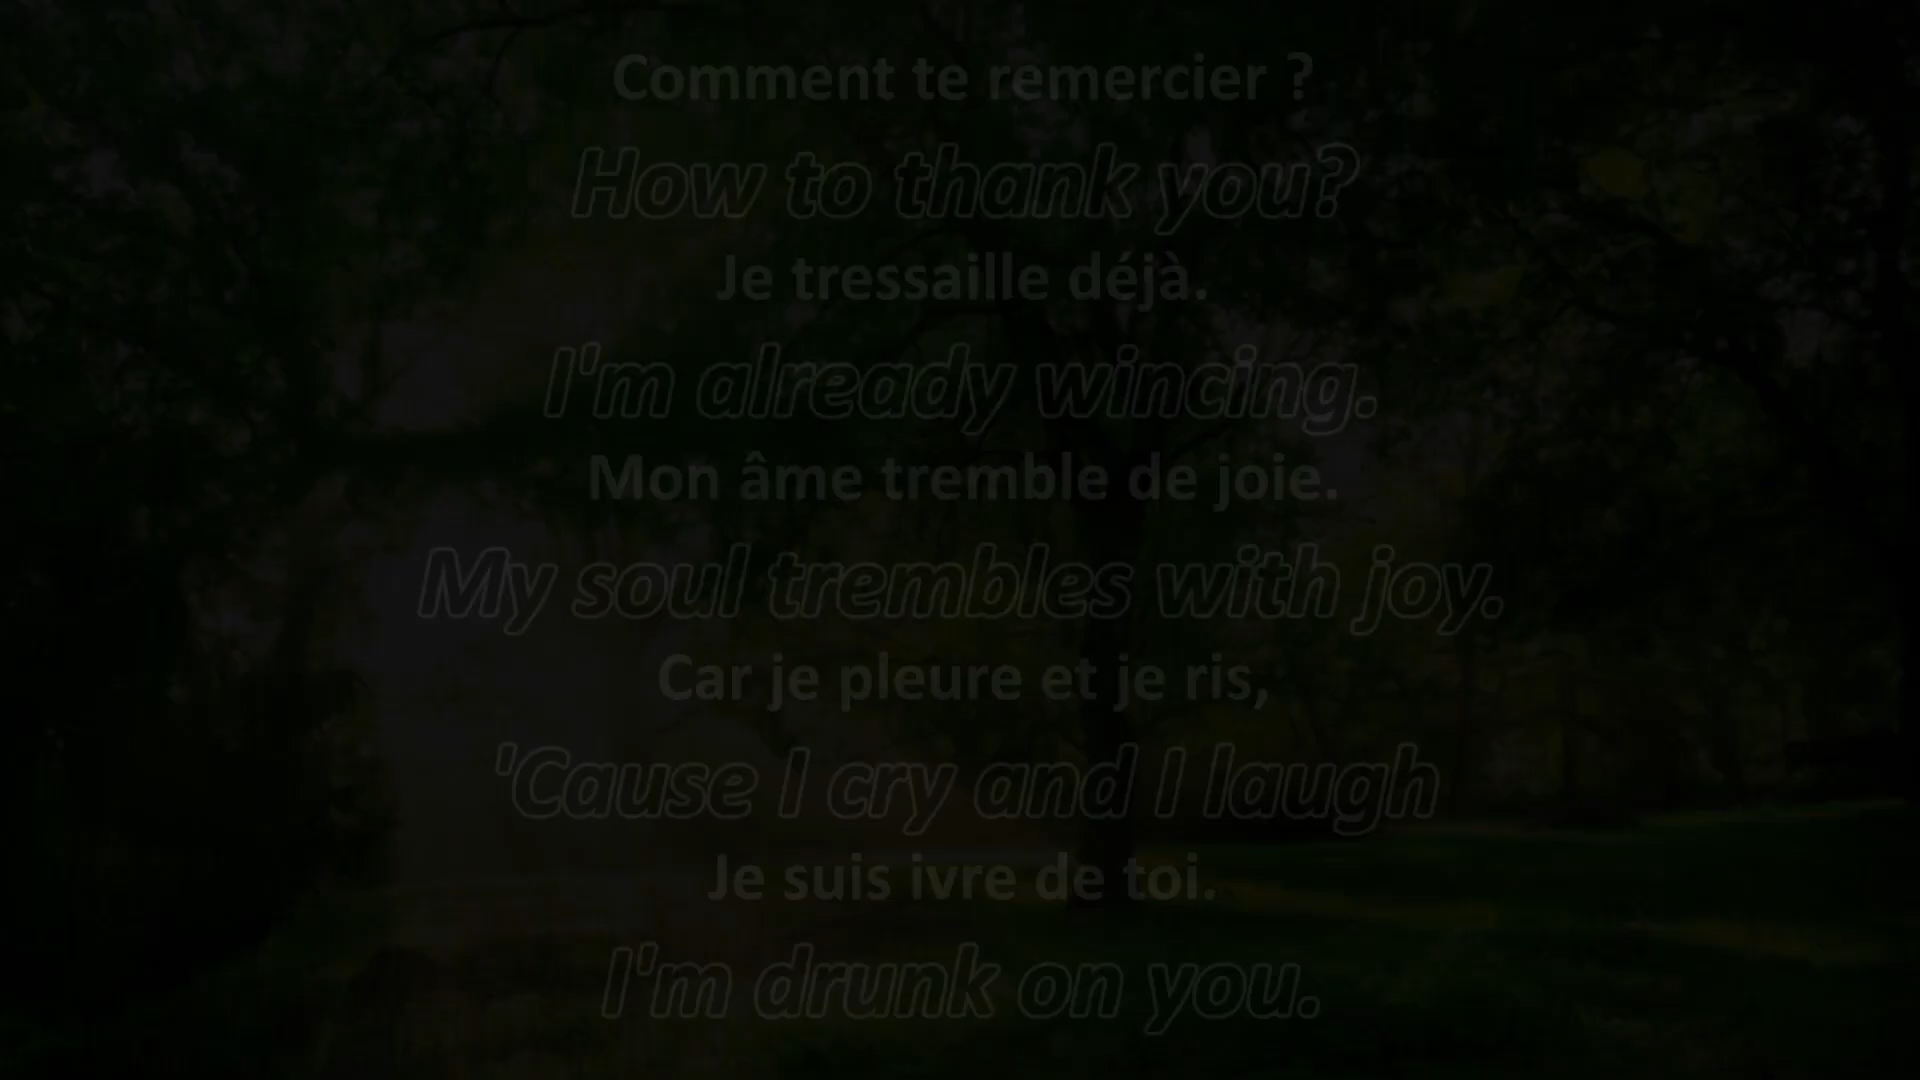 Comment te remercier ?
How to thank you?
Je tressaille déjà.
I'm already wincing.
Mon âme tremble de joie.
My soul trembles with joy.
Car je pleure et je ris,
'Cause I cry and I laugh
Je suis ivre de toi.
I'm drunk on you.